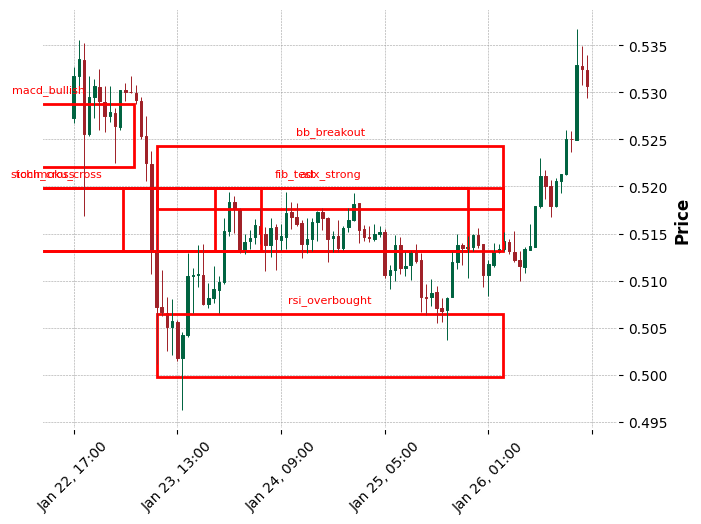 macd_bullish
bb_breakout
fib_test
adx_strong
rsi_overbought
0.535
0.530
0.525
0.520
0.515
0.510
0.505
0.500
0.495
Price
Jan 22, 17:00
Jan 23, 13:00
Jan 24, 09:00
Jan 25, 05:00
Jan 26, 01:00